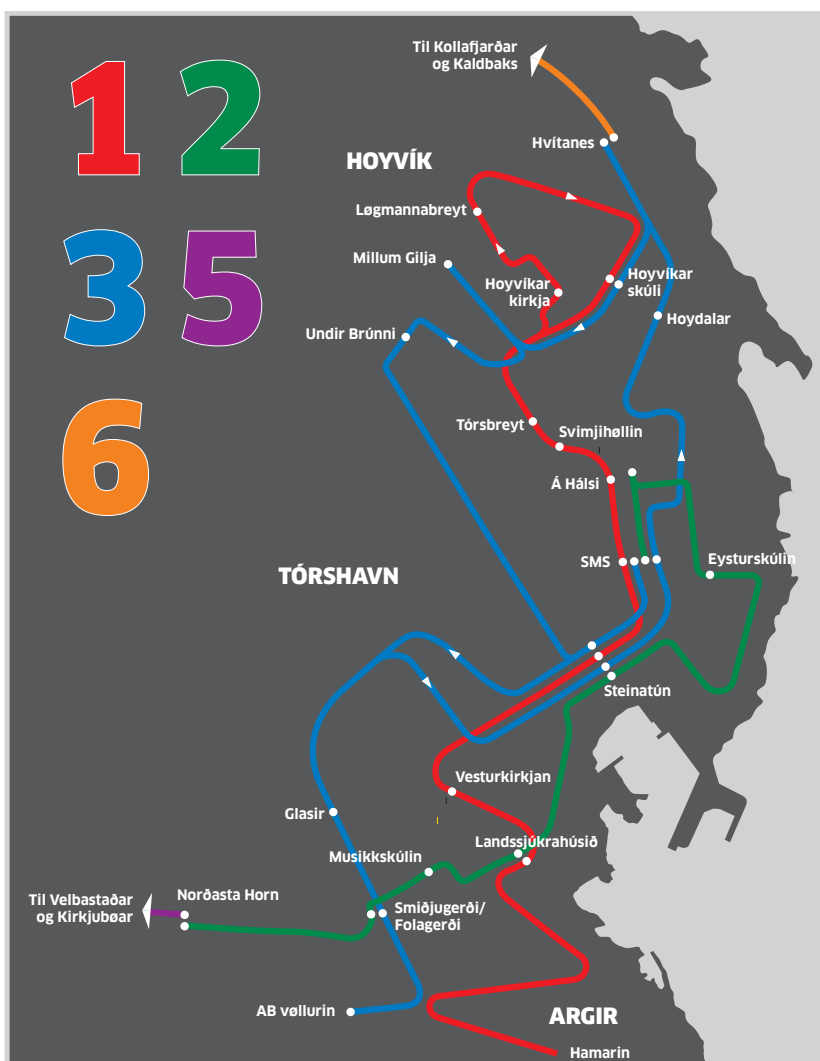 Til Kollafjarðar
og Kaldbaks
1 2
Hvítanes
HOYVÍK
Løgmannabreyt
3 5
Millum Gilja
Hoyvíkar
kirkja
Hoyvíkar
skúli
Hoydalar
Undir Brúnni
6
Tórsbreyt
Svimjihøllin
Á Hálsi
SMS
Eysturskúlin
TÓRSHAVN
Steinatún
Vesturkirkjan
Glasir
Landssjúkrahúsið
Musikkskúlin
Til Velbastaðar
og Kirkjubøar
Norðasta Horn
Smiðjugerði/
Folagerði
AB vøllurin
ARGIR
Hamarin